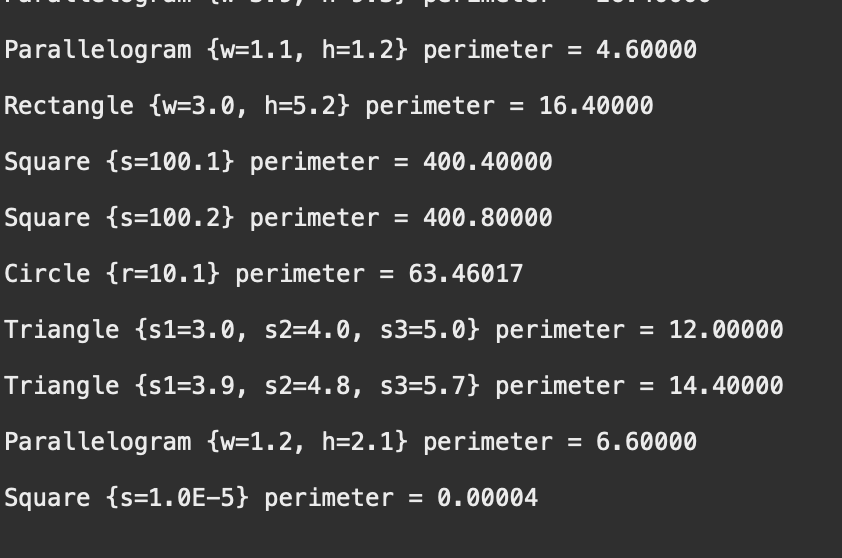 Parallelogram {w=1.1, h=1.2} perimeter = 4.60000
Rectangle {w=3.0, h=5.2} perimeter = 16.40000
Square {s=100.1} perimeter = 400.40000
Square {s=100.2} perimeter = 400.80000
Circle {r=10.1} perimeter = 63.46017
Triangle {s1=3.0, s2=4.0, s3=5.0} perimeter = 12.00000
Triangle {s1=3.9, s2=4.8, s3=5.7} perimeter = 14.40000
Parallelogram {w=1.2, h=2.1} perimeter = 6.60000
Square {s=1.0E-5} perimeter = 0.00004